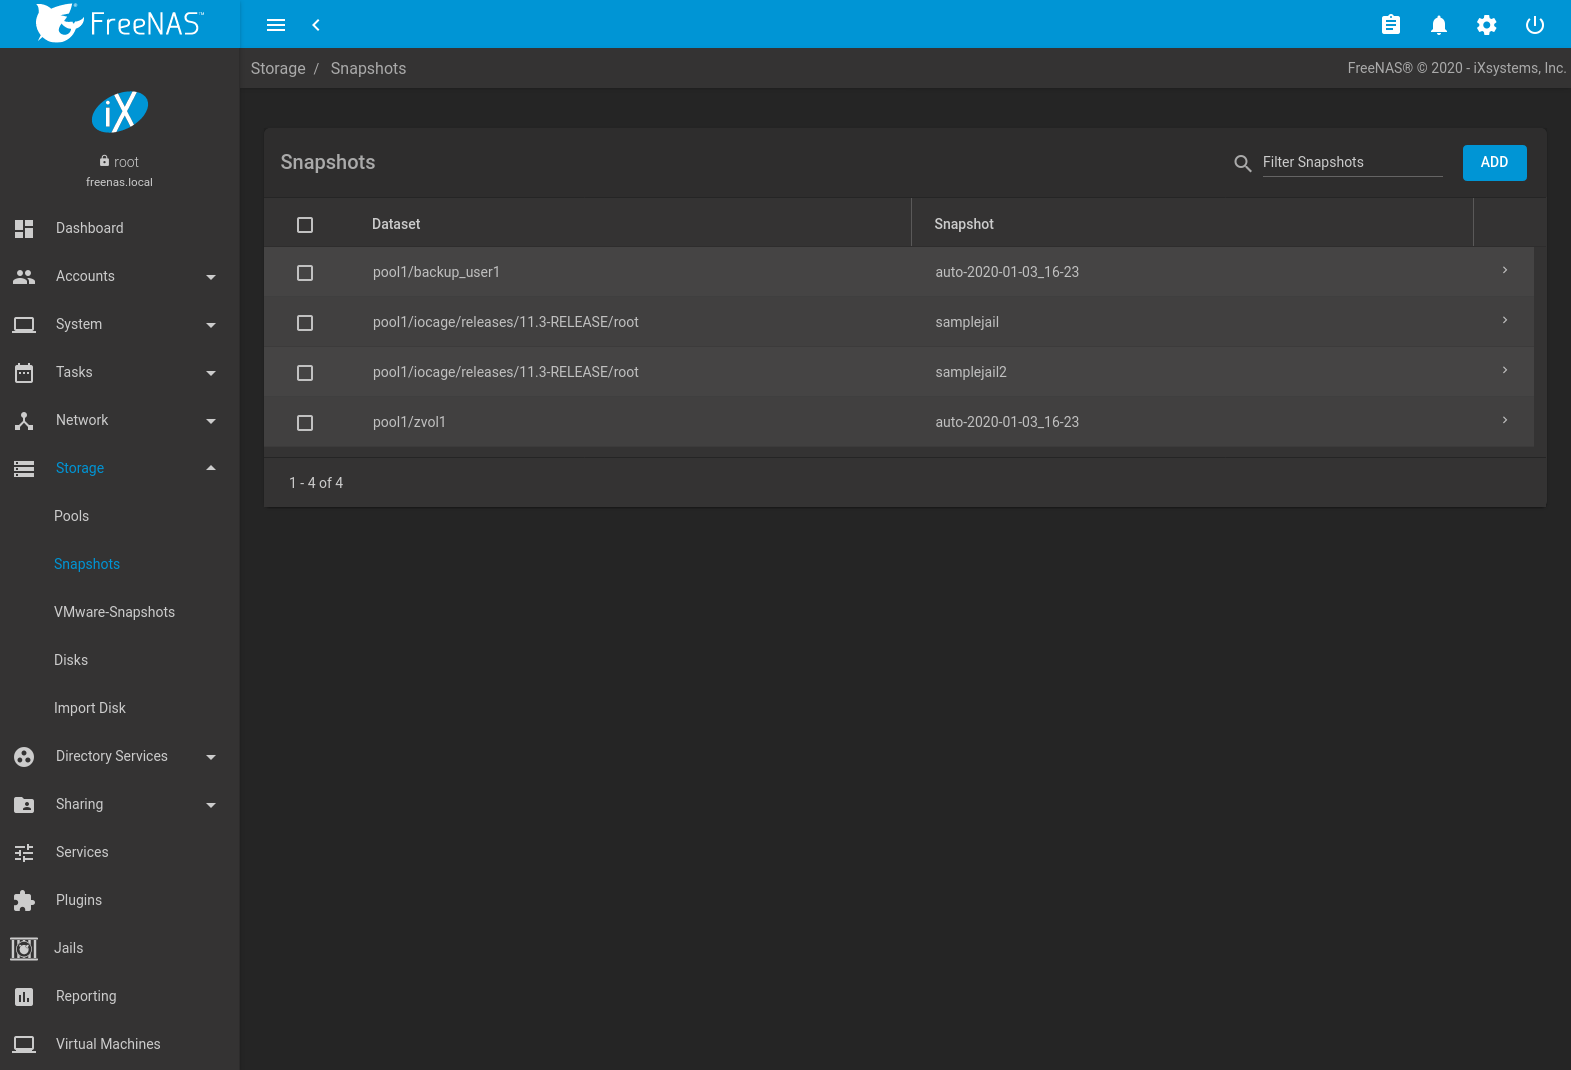 FreeNAS™
Storage / Snapshots
FreeNAS® © 2020 - iXsystems, Inc.
iX
root
freenas.local
Dashboard
Accounts
System
Tasks
Network
Storage
Pools
Snapshots
VMware-Snapshots
Disks
Import Disk
Directory Services
Sharing
Services
Plugins
Jails
Reporting
Virtual Machines
Snapshots
Filter Snapshots
ADD
Dataset Snapshot
pool1/backup_user1 auto-2020-01-03_16-23
pool1/iocage/releases/11.3-RELEASE/root samplejail
pool1/iocage/releases/11.3-RELEASE/root samplejail2
pool1/zvol1 auto-2020-01-03_16-23
1 - 4 of 4